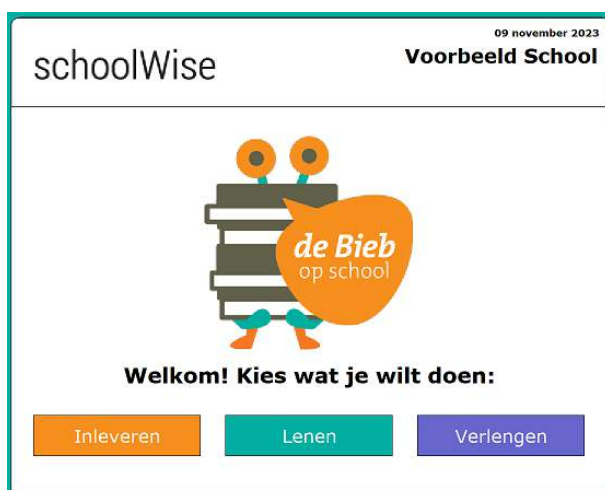 09 november 2023
schoolWise
Voorbeeld School
de Bieb
op school
Welkom! Kies wat je wilt doen:
Inleveren
Lenen
Verlengen